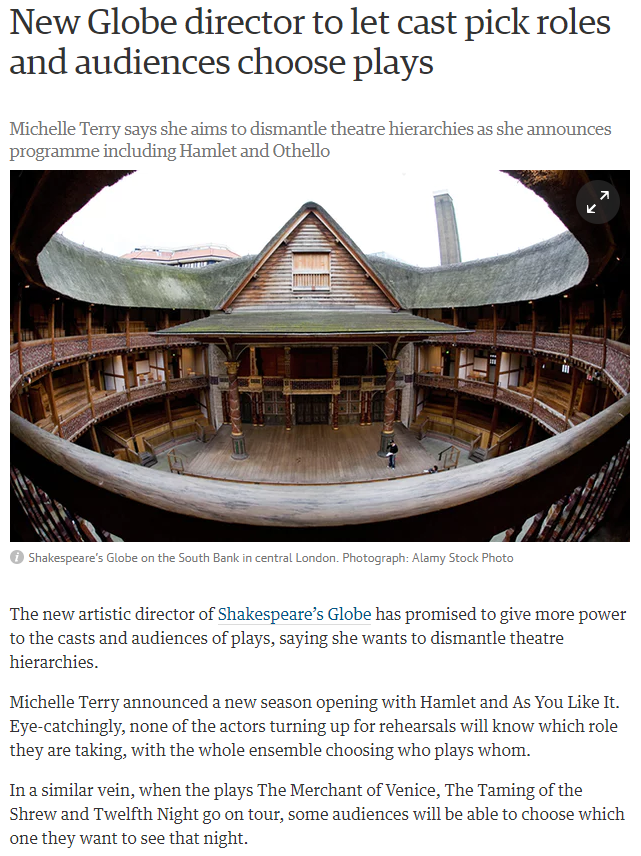 New Globe director to let cast pick roles
and audiences choose plays
Michelle Terry says she aims to dismantle theatre hierarchies as she announces
programme including Hamlet and Othello
i Shakespeare's Globe on the South Bank in central London. Photograph: Alamy Stock Photo
The new artistic director of Shakespeare's Globe has promised to give more power
to the casts and audiences of plays, saying she wants to dismantle theatre
hierarchies.
Michelle Terry announced a new season opening with Hamlet and As You Like It.
Eye-catchingly, none of the actors turning up for rehearsals will know which role
they are taking, with the whole ensemble choosing who plays whom.
In a similar vein, when the plays The Merchant of Venice, The Taming of the
Shrew and Twelfth Night go on tour, some audiences will be able to choose which
one they want to see that night.